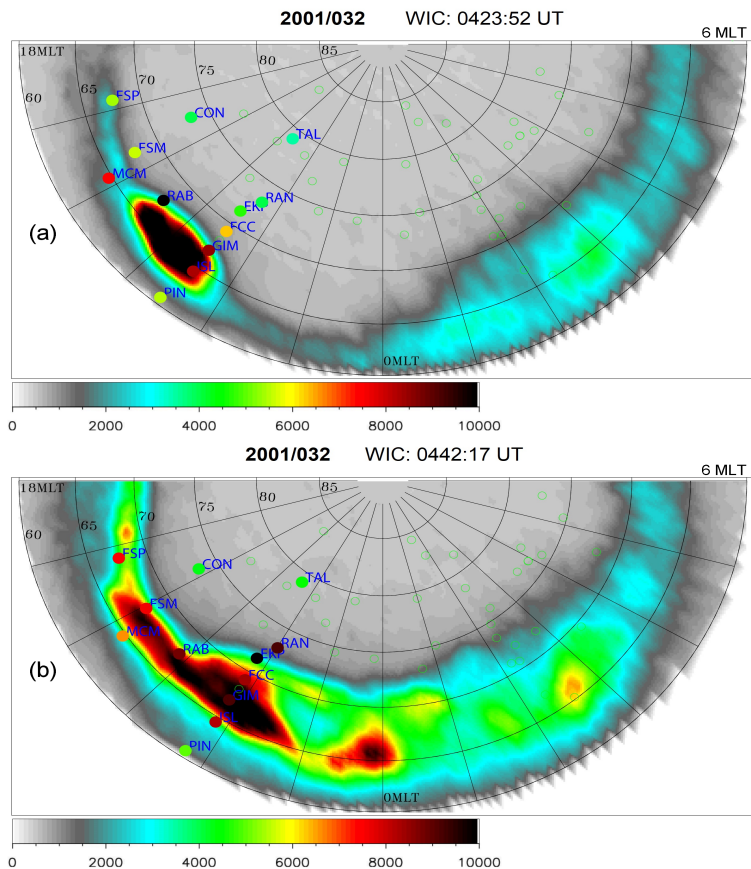 2001/032 WIC: 0423:52 UT
6 MLT
18MLT
60
65
70
75
80
85
FSP
CON
TAL
FSM
MCM
RAB
RAN
EKP
FCC
GIM
ISL
PIN
(a)
0MLT
0 2000 4000 6000 8000 10000
2001/032 WIC: 0442:17 UT
6 MLT
18MLT
60
65
70
75
80
85
FSP
CON
TAL
FSM
MCM
RAB
RAN
EKP
FCC
GIM
ISL
PIN
(b)
0MLT
0 2000 4000 6000 8000 10000